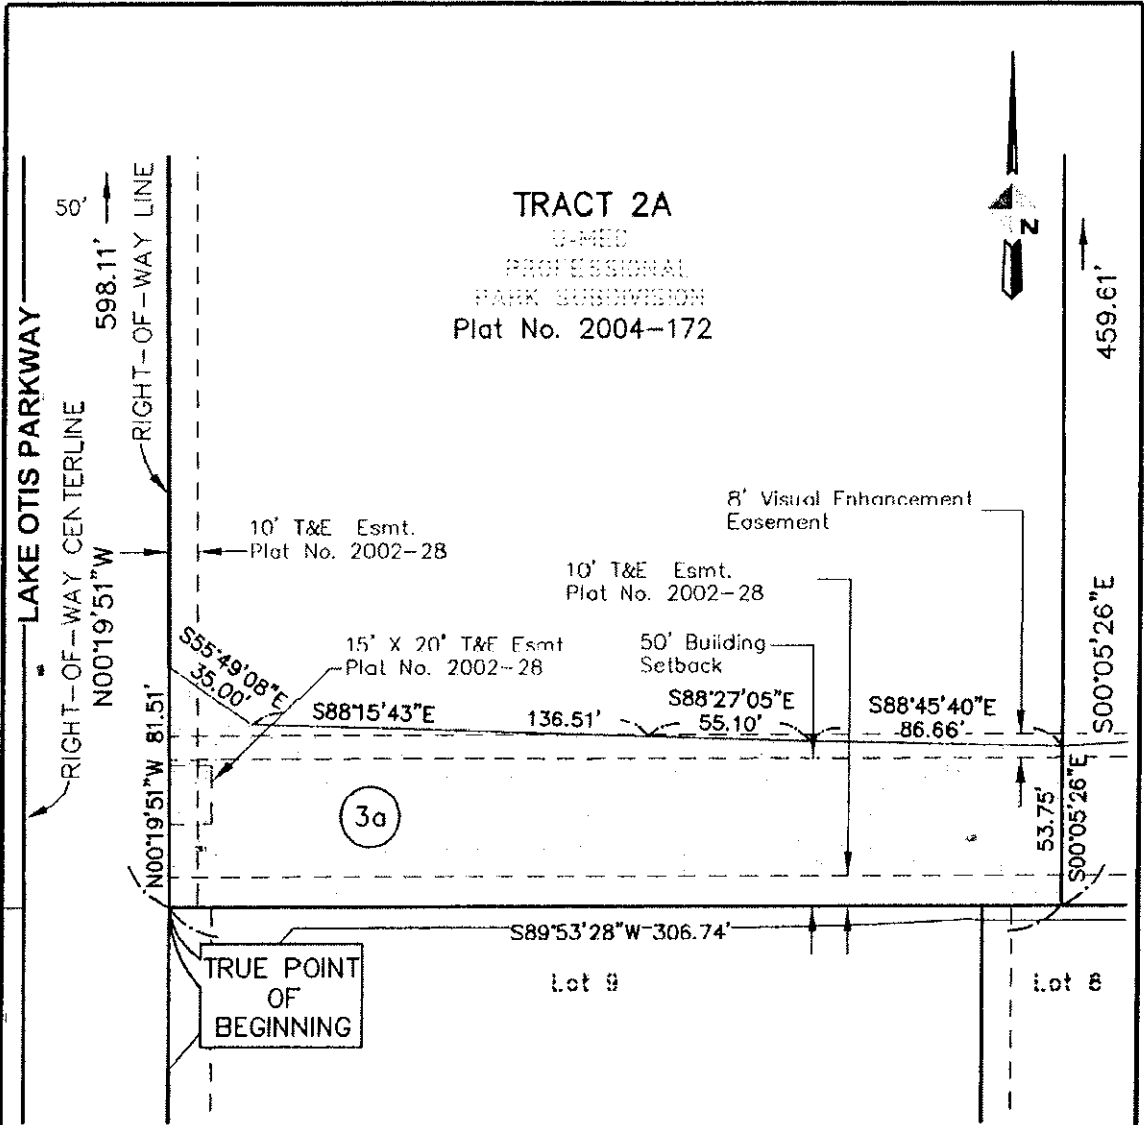 TRACT 2A
U-MED
PROFESSIONAL
PARK SUBDIVISION
Plat No. 2004-172
N
50'
598.11'
RIGHT-OF-WAY LINE
LAKE OTIS PARKWAY
RIGHT-OF-WAY CENTERLINE
N00°19'51"W
459.61'
S00°05'26"E
10' T&E Esmt.
Plat No. 2002-28
8' Visual Enhancement
Easement
10' T&E Esmt.
Plat No. 2002-28
15' X 20' T&E Esmt
Plat No. 2002-28
50' Building
Setback
S55°49'08"E
35.00'
S88°15'43"E 136.51'
S88°27'05"E
55.10'
S88°45'40"E
86.66'
N00°19'51"W 81.51'
3a
53.75'
S00°05'26"E
S89°53'28"W 306.74'
TRUE POINT
OF
BEGINNING
Lot 9
Lot 8